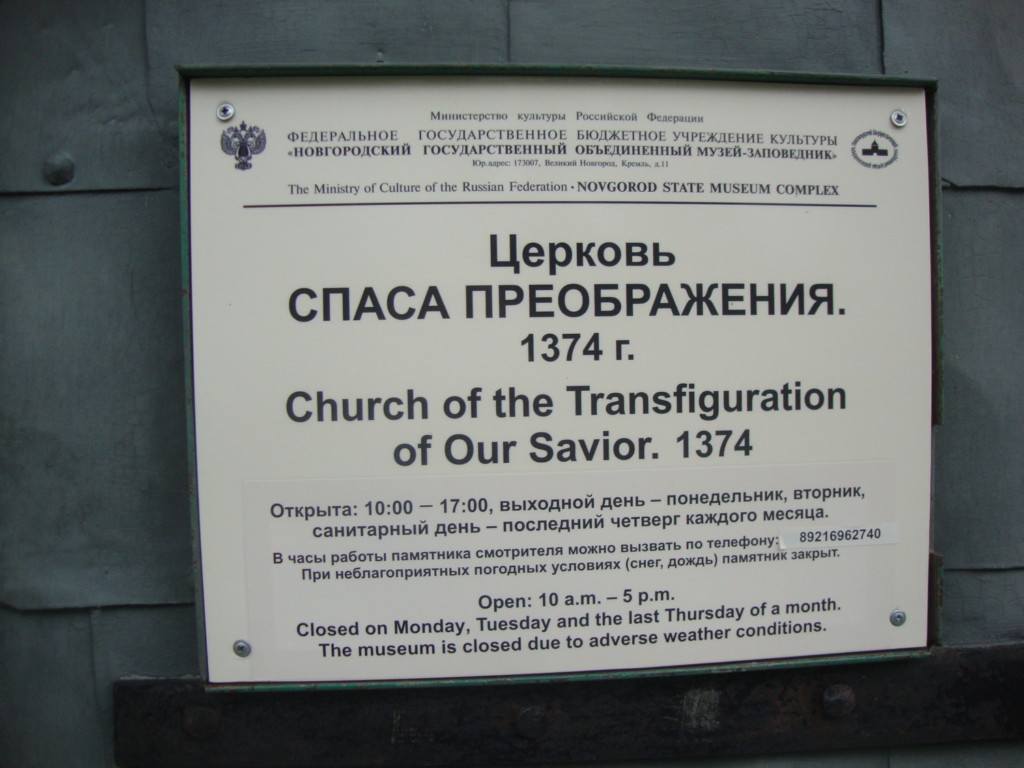 Министерство культуры Российской Федерации
ФЕДЕРАЛЬНОЕ ГОСУДАРСТВЕННОЕ БЮДЖЕТНОЕ УЧРЕЖДЕНИЕ КУЛЬТУРЫ
«НОВГОРОДСКИЙ ГОСУДАРСТВЕННЫЙ ОБЪЕДИНЕННЫЙ МУЗЕЙ-ЗАПОВЕДНИК»
Юр.адрес: 173007, Великий Новгород, Кремль, д.11
The Ministry of Culture of the Russian Federation · NOVGOROD STATE MUSEUM COMPLEX
Церковь
СПАСА ПРЕОБРАЖЕНИЯ.
1374 г.
Church of the Transfiguration
of Our Savior. 1374
Открыта: 10:00 – 17:00, выходной день – понедельник, вторник,
санитарный день – последний четверг каждого месяца.
В часы работы памятника смотрителя можно вызвать по телефону: 89216962740
При неблагоприятных погодных условиях (снег, дождь) памятник закрыт.
Open: 10 a.m. – 5 p.m.
Closed on Monday, Tuesday and the last Thursday of a month.
The museum is closed due to adverse weather conditions.